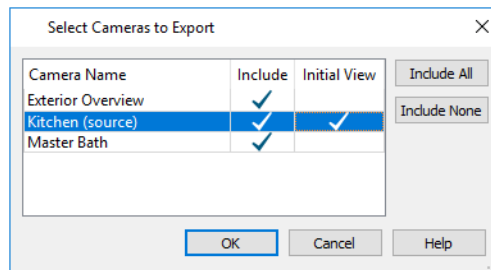 Select Cameras to Export
Camera Name Include Initial View
Exterior Overview
Kitchen (source)
Master Bath
Include All
Include None
OK Cancel Help